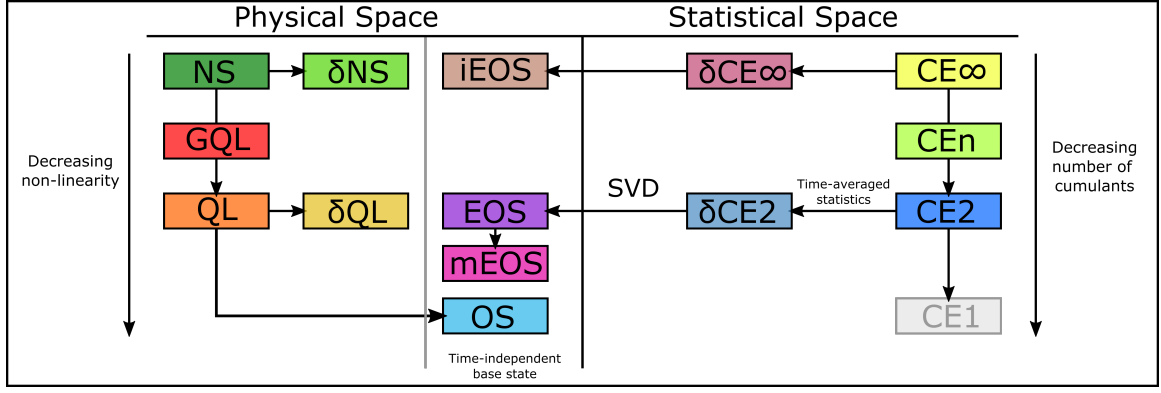 Physical Space
Statistical Space
NS
δNS
iEOS
δCE∞
CE∞
GQL
CEn
Decreasing
non-linearity
Decreasing
number of
cumulants
QL
δQL
EOS
SVD
δCE2
Time-averaged
statistics
CE2
mEOS
OS
CE1
Time-independent
base state